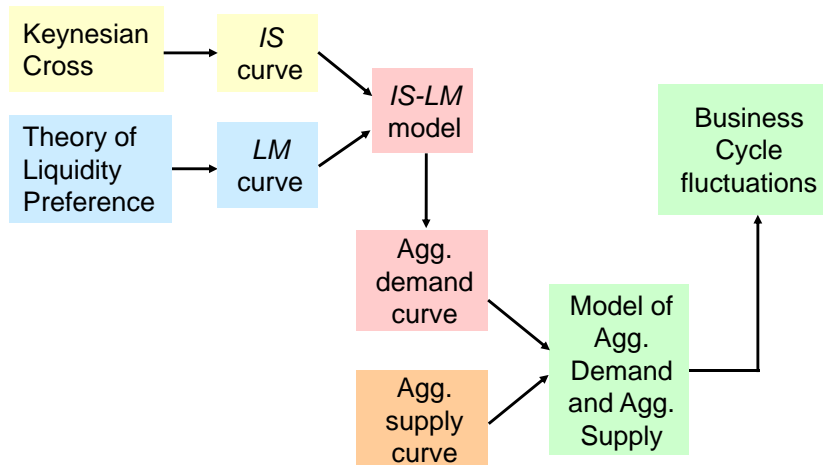 Keynesian
Cross
IS
curve
IS-LM
model
Theory of
Liquidity
Preference
LM
curve
Business
Cycle
fluctuations
Agg.
demand
curve
Model of
Agg.
Demand
and Agg.
Supply
Agg.
supply
curve